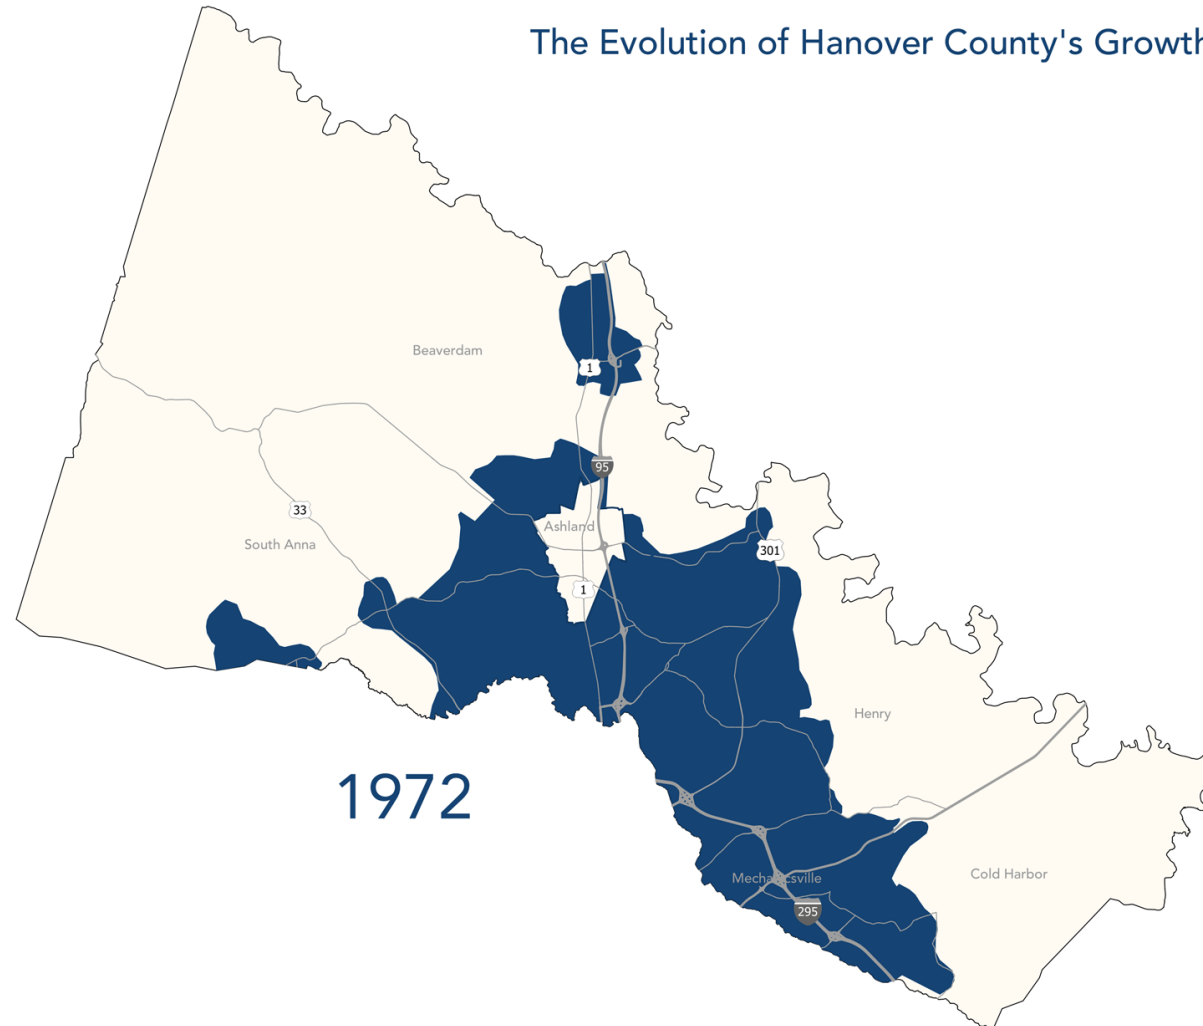 The Evolution of Hanover County's Growth
Beaverdam
1
95
33
Ashland
South Anna
301
1
Henry
1972
Cold Harbor
Mechanicsville
295